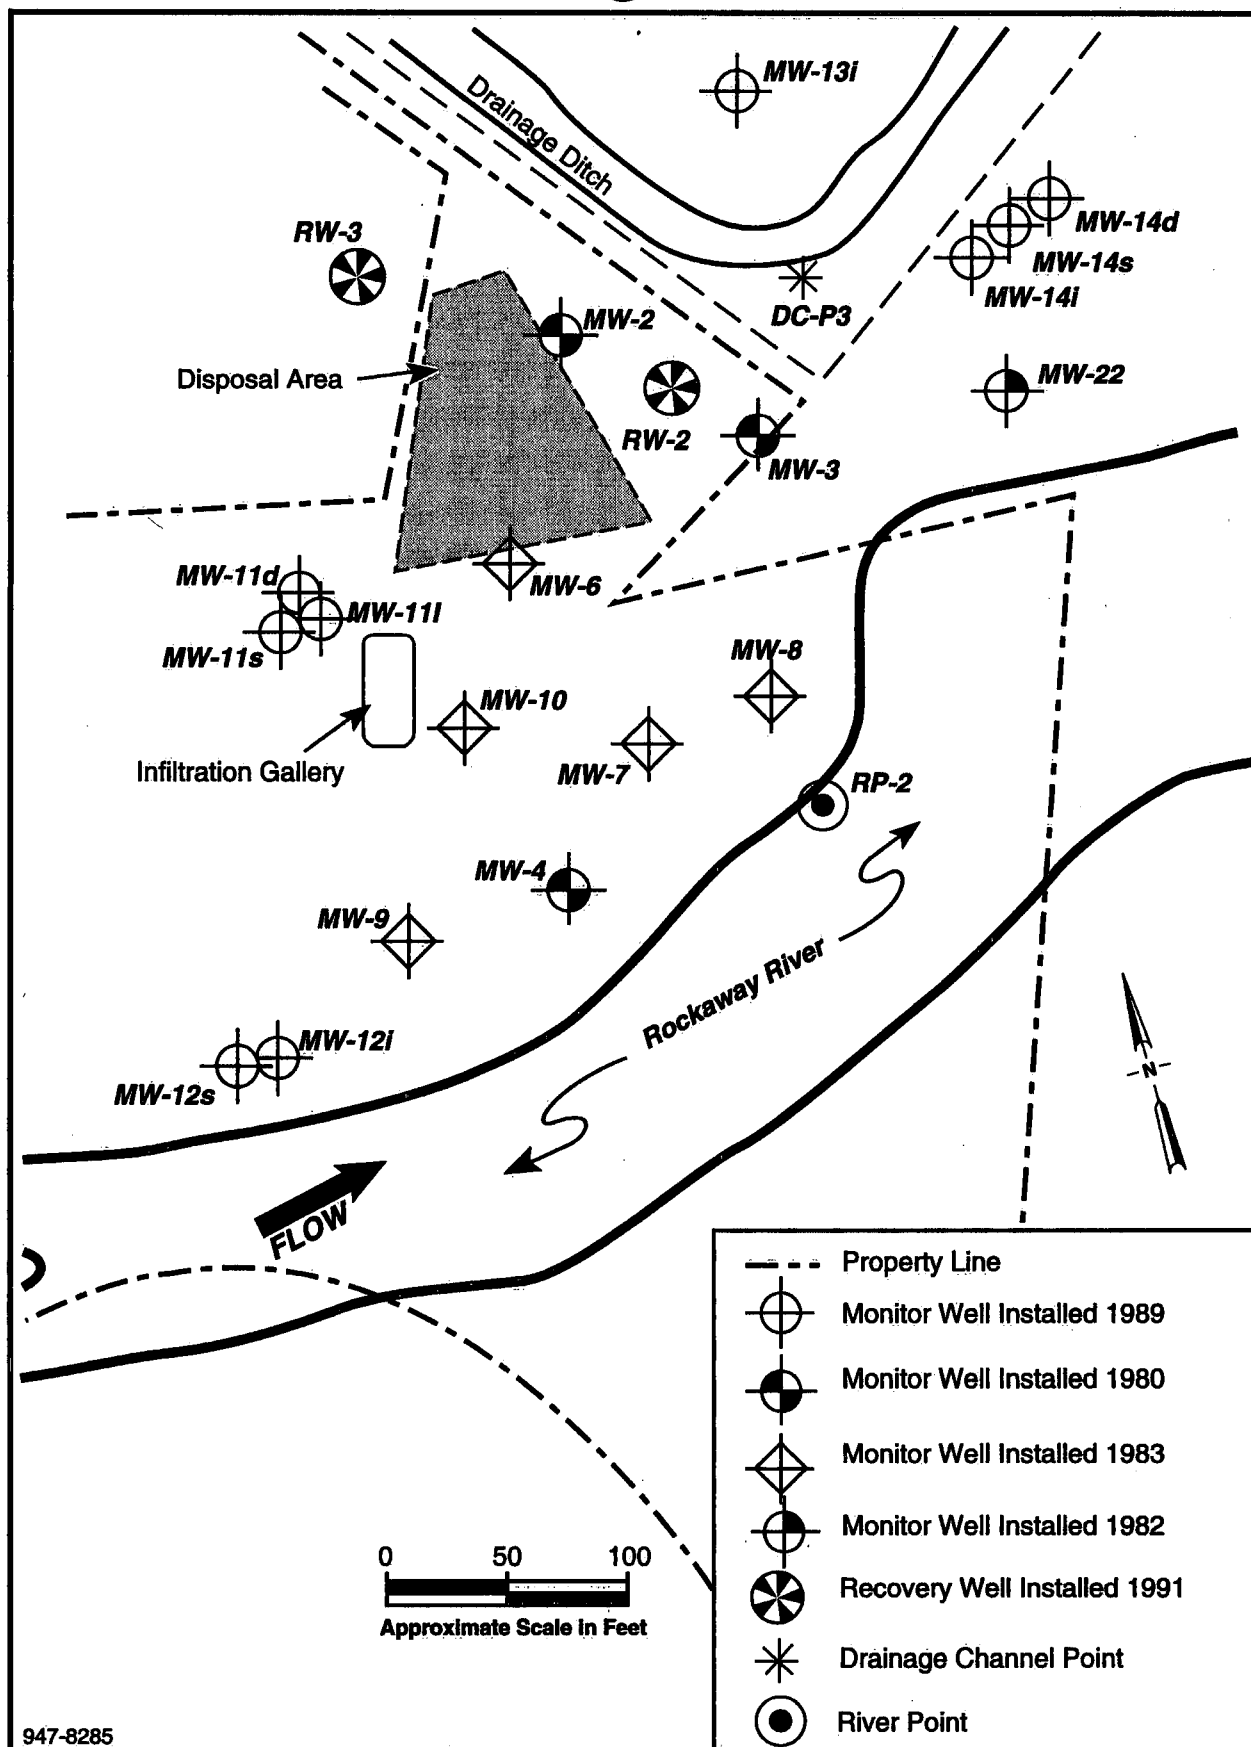 MW-13i
Drainage Ditch
MW-14d
RW-3
MW-14s
MW-14i
DC-P3
MW-2
Disposal Area
MW-22
RW-2
MW-3
MW-11d
MW-6
MW-11I
MW-11s
MW-8
MW-10
Infiltration Gallery
MW-7
RP-2
MW-4
MW-9
Rockaway River
MW-12i
N
MW-12s
FLOW
Property Line
Monitor Well Installed 1989
Monitor Well Installed 1980
Monitor Well Installed 1983
Monitor Well Installed 1982
0 50 100
Recovery Well Installed 1991
Approximate Scale in Feet
Drainage Channel Point
River Point
947-8285